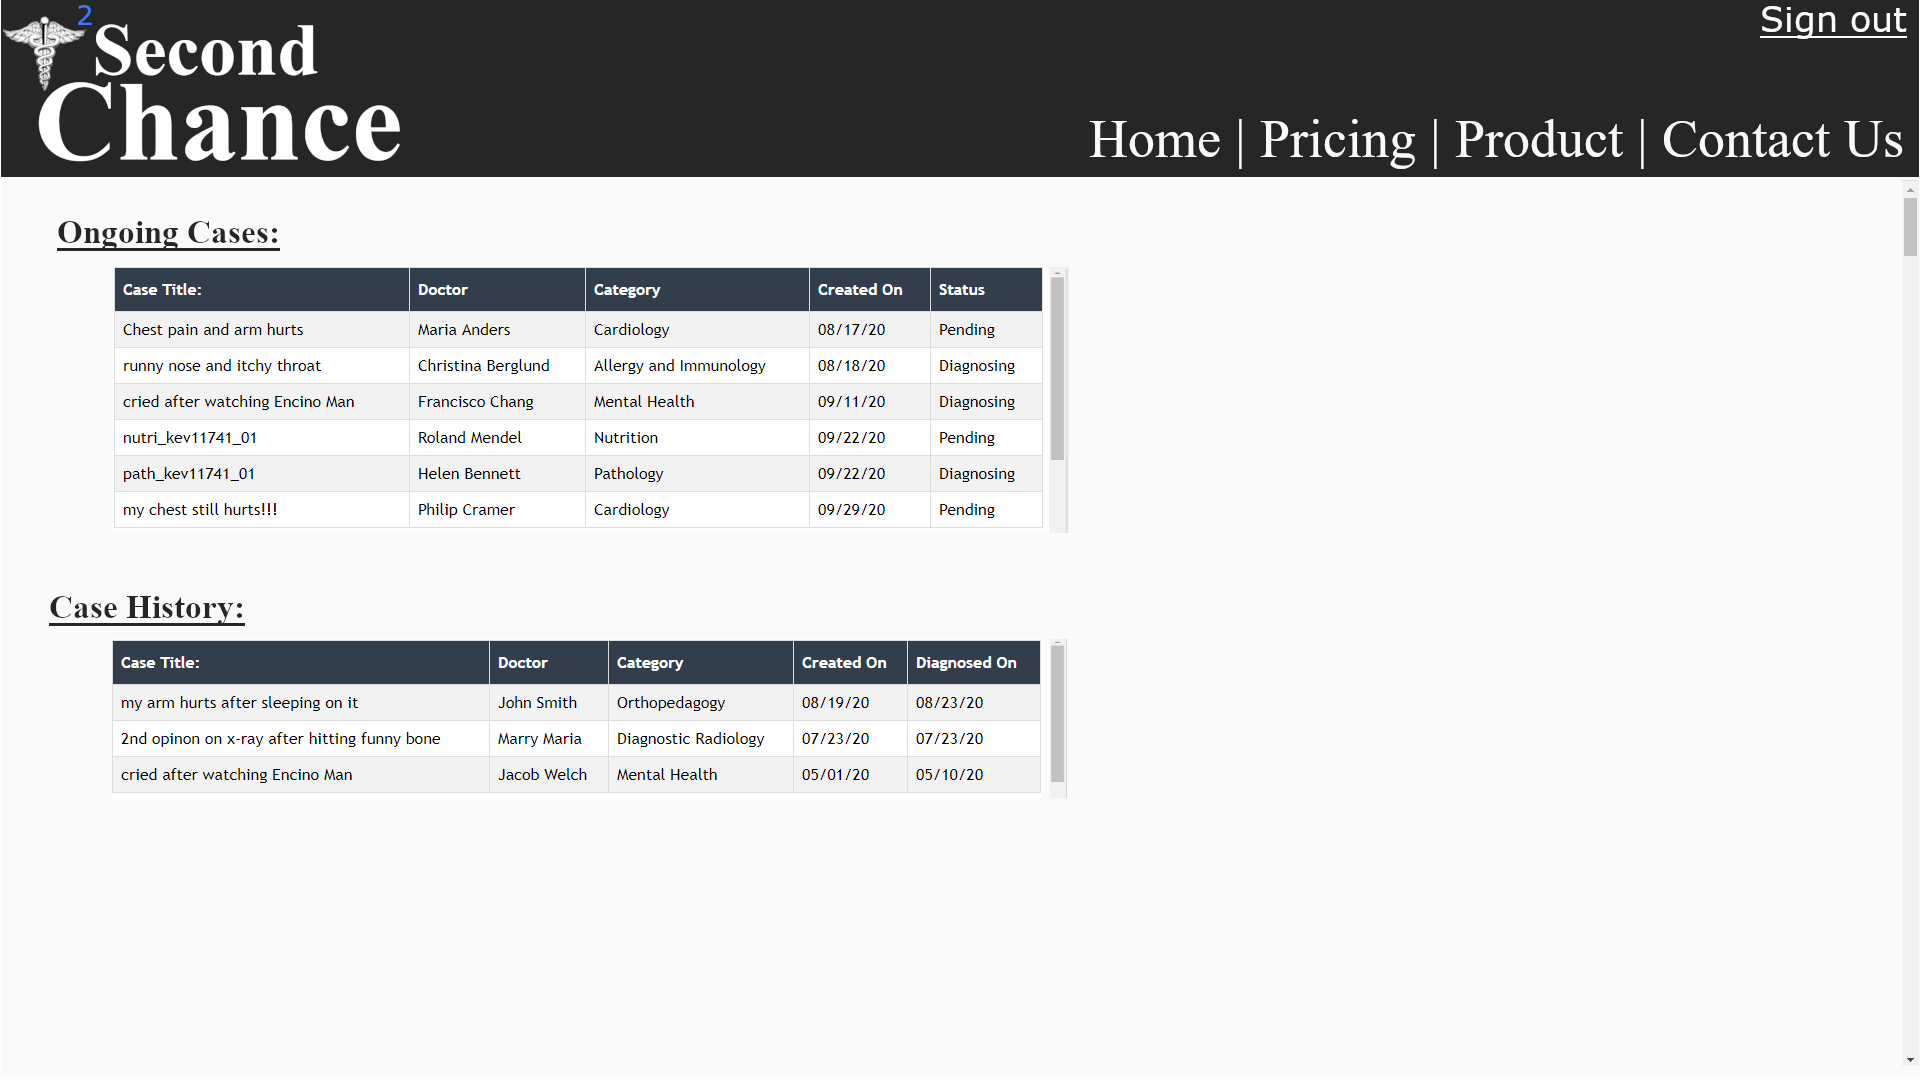 2
Second
Chance
Sign out
Home | Pricing | Product | Contact Us
Ongoing Cases:
Case Title: Doctor Category Created On Status
Chest pain and arm hurts Maria Anders Cardiology 08/17/20 Pending
runny nose and itchy throat Christina Berglund Allergy and Immunology 08/18/20 Diagnosing
cried after watching Encino Man Francisco Chang Mental Health 09/11/20 Diagnosing
nutri_kev11741_01 Roland Mendel Nutrition 09/22/20 Pending
path_kev11741_01 Helen Bennett Pathology 09/22/20 Diagnosing
my chest still hurts!!! Philip Cramer Cardiology 09/29/20 Pending
Case History:
Case Title: Doctor Category Created On Diagnosed On
my arm hurts after sleeping on it John Smith Orthopedagogy 08/19/20 08/23/20
2nd opinon on x-ray after hitting funny bone Marry Maria Diagnostic Radiology 07/23/20 07/23/20
cried after watching Encino Man Jacob Welch Mental Health 05/01/20 05/10/20